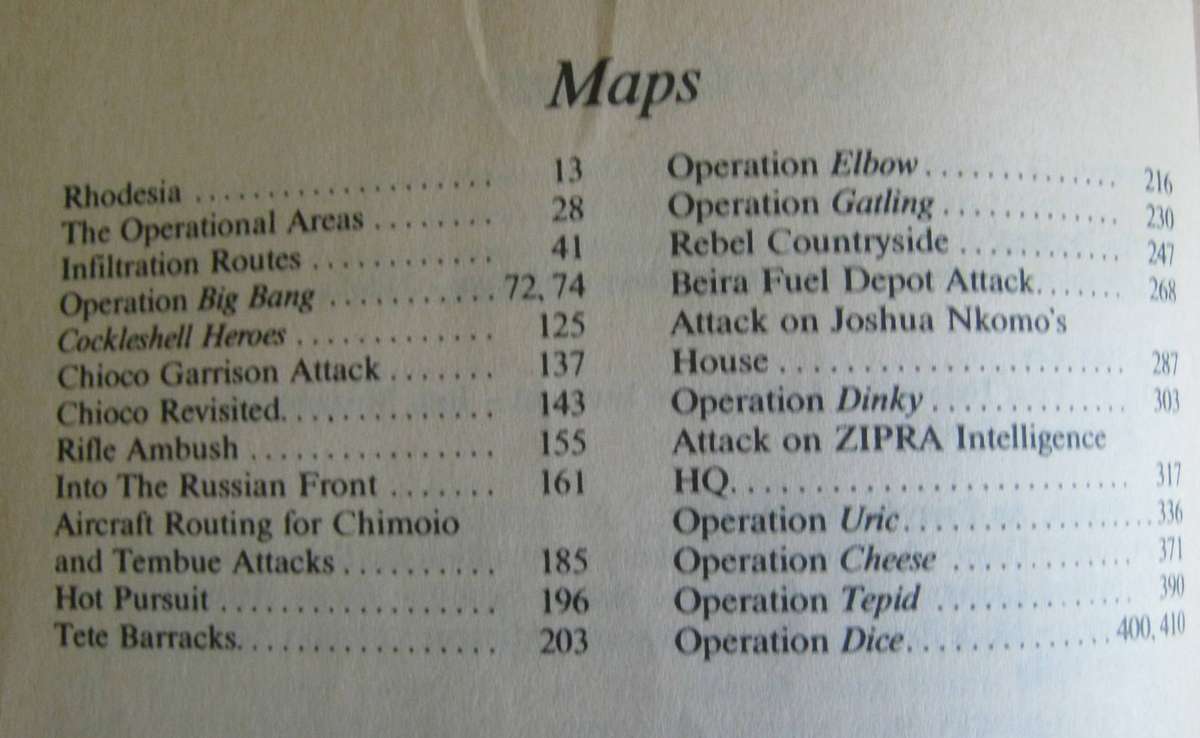 Maps
Rhodesia .................... 13
The Operational Areas ........ 28
Infiltration Routes ............ 41
Operation Big Bang ........... 72, 74
Cockleshell Heroes ............. 125
Chioco Garrison Attack ....... 137
Chioco Revisited. ............. 143
Rifle Ambush ................ 155
Into The Russian Front ....... 161
Aircraft Routing for Chimoio
and Tembue Attacks .......... 185
Hot Pursuit ................... 196
Tete Barracks. ................. 203
Operation Elbow .............. 216
Operation Gatling ............. 230
Rebel Countryside ............ 247
Beira Fuel Depot Attack. ...... 268
Attack on Joshua Nkomo's
House ....................... 287
Operation Dinky .............. 303
Attack on ZIPRA Intelligence
HQ. .......................... 317
Operation Uric. ................. 336
Operation Cheese ............. 371
Operation Tepid .............. 390
Operation Dice. ............... 400, 410